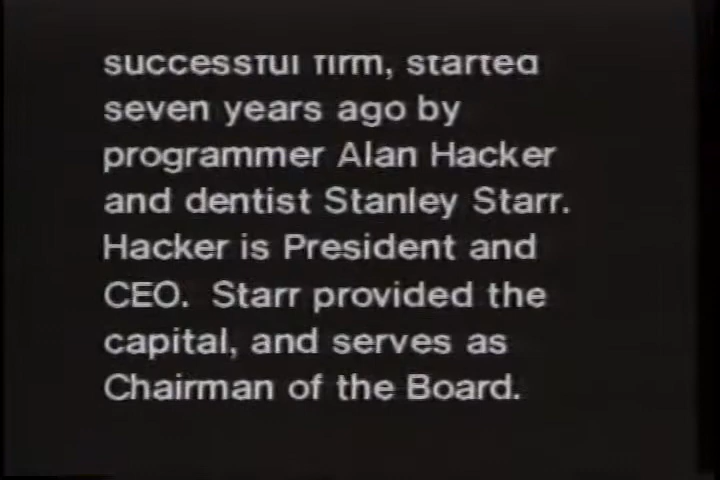 successful firm, started
seven years ago by
programmer Alan Hacker
and dentist Stanley Starr.
Hacker is President and
CEO.  Starr provided the
capital, and serves as
Chairman of the Board.